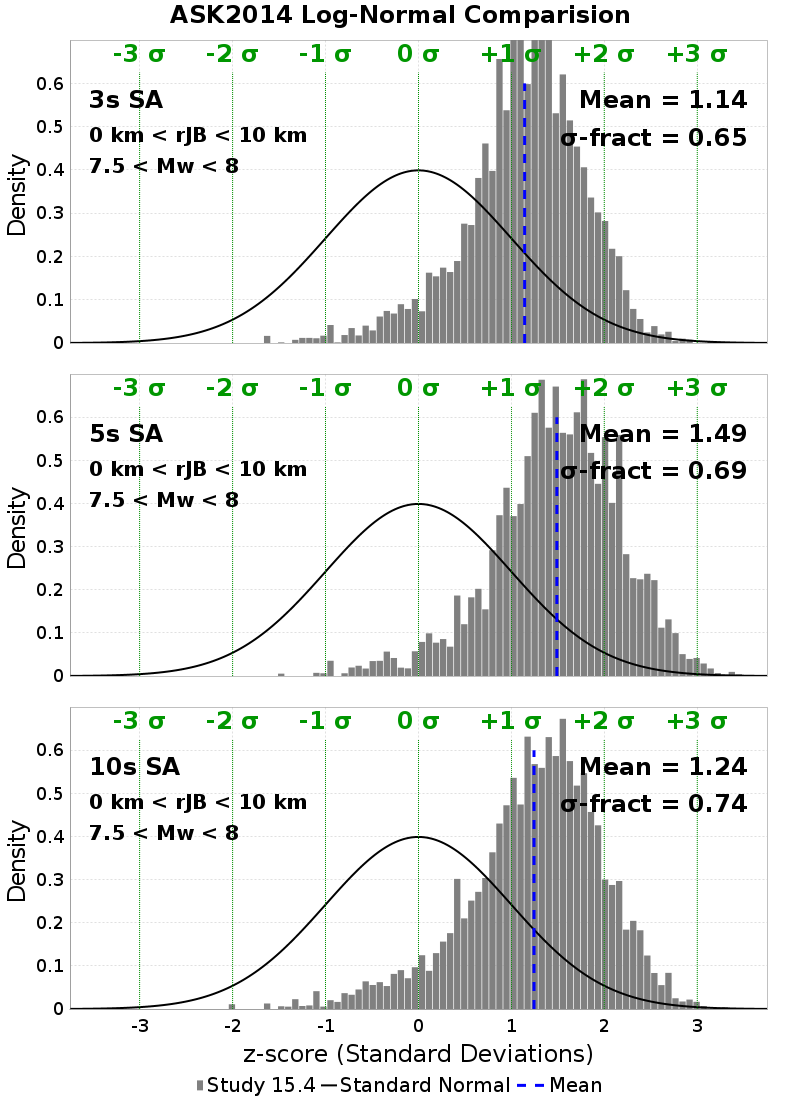 ASK2014 Log-Normal Comparision
-3 σ -2 σ -1 σ 0 σ +1 σ +2 σ +3 σ
3s SA
0 km < rJB < 10 km
7.5 < Mw < 8
Mean = 1.14
σ-fract = 0.65
Density
0.6
0.5
0.4
0.3
0.2
0.1
0
-3 σ -2 σ -1 σ 0 σ +1 σ +2 σ +3 σ
5s SA
0 km < rJB < 10 km
7.5 < Mw < 8
Mean = 1.49
σ-fract = 0.69
Density
0.6
0.5
0.4
0.3
0.2
0.1
0
-3 σ -2 σ -1 σ 0 σ +1 σ +2 σ +3 σ
10s SA
0 km < rJB < 10 km
7.5 < Mw < 8
Mean = 1.24
σ-fract = 0.74
Density
0.6
0.5
0.4
0.3
0.2
0.1
0
-3 -2 -1 0 1 2 3
z-score (Standard Deviations)
Study 15.4 Standard Normal Mean